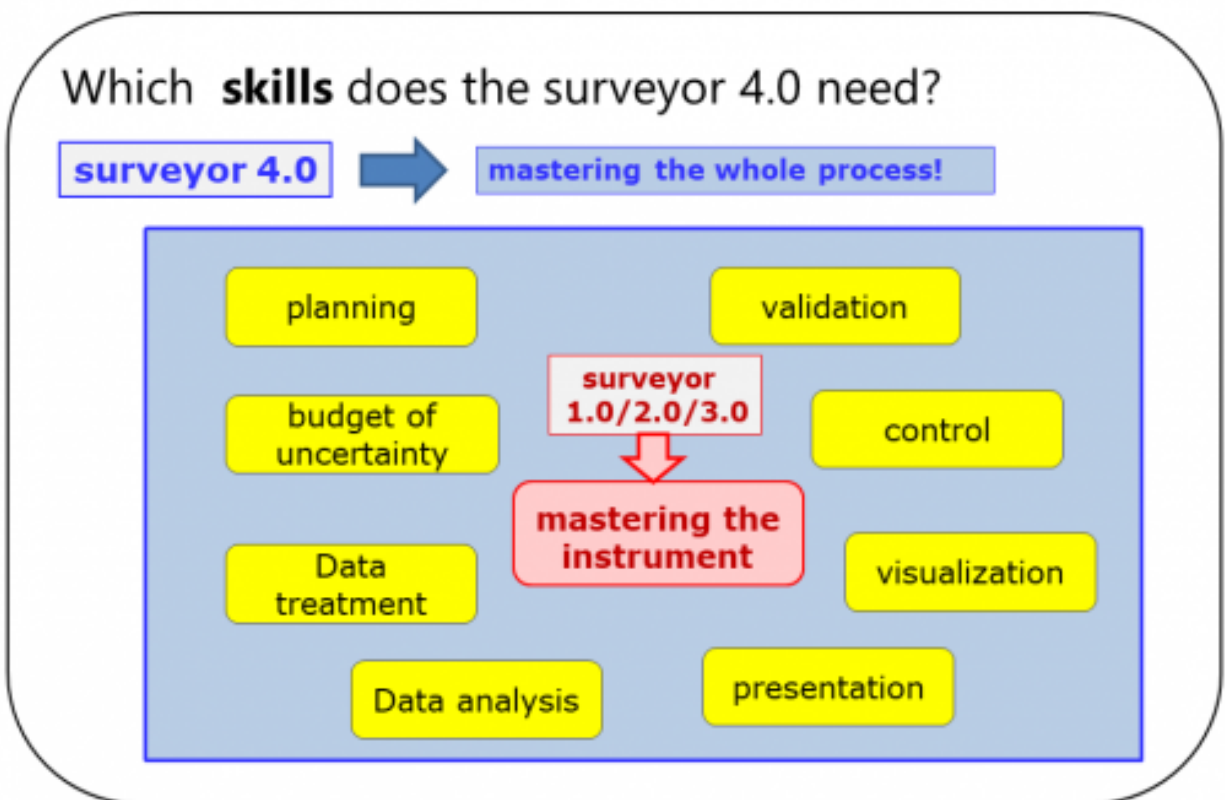 Which skills does the surveyor 4.0 need?
surveyor 4.0
mastering the whole process!
planning
validation
surveyor
1.0/2.0/3.0
budget of
uncertainty
control
mastering the
instrument
Data
treatment
visualization
Data analysis
presentation